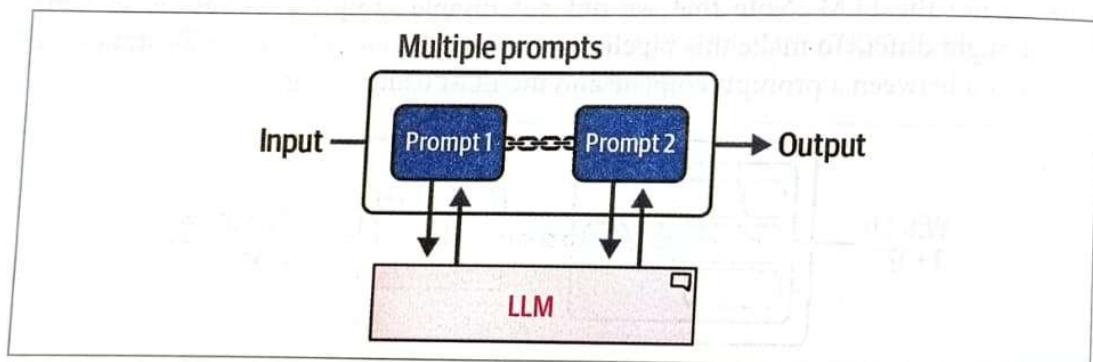 Multiple prompts
Input
Prompt 1
Prompt 2
Output
LLM